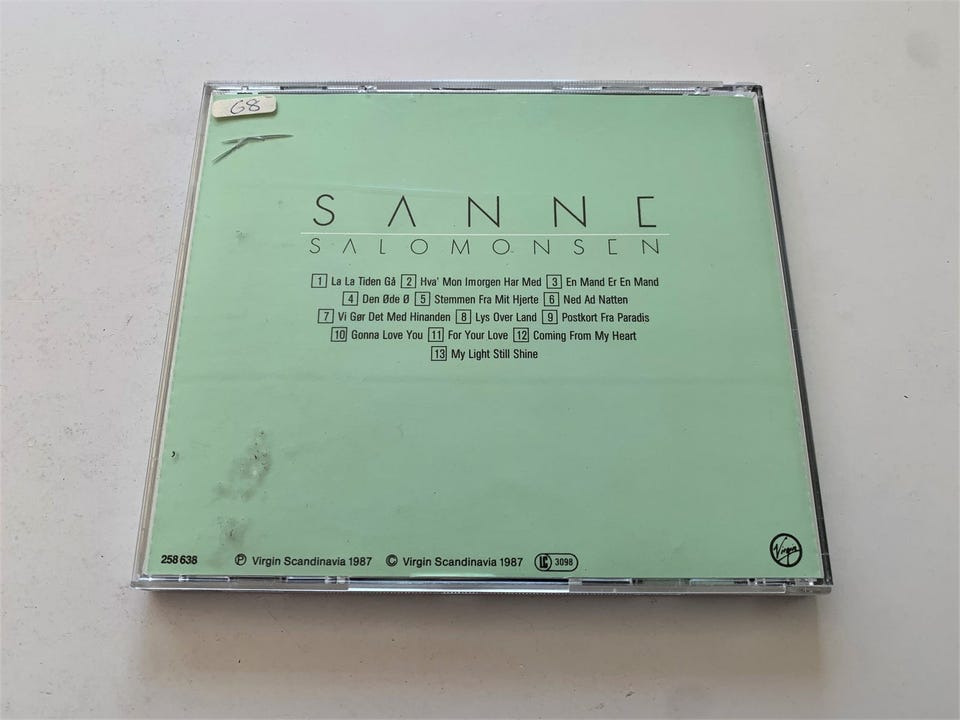 68
SANNE
SALOMONSEN
1 La La Tiden Gå 2 Hva' Mon Imorgen Har Med 3 En Mand Er En Mand
4 Den Øde Ø 5 Stemmen Fra Mit Hjerte 6 Ned Ad Natten
7 Vi Gør Det Med Hinanden 8 Lys Over Land 9 Postkort Fra Paradis
10 Gonna Love You 11 For Your Love 12 Coming From My Heart
13 My Light Still Shine
258 638 Ⓟ Virgin Scandinavia 1987 © Virgin Scandinavia 1987 LC 3098 Virgin